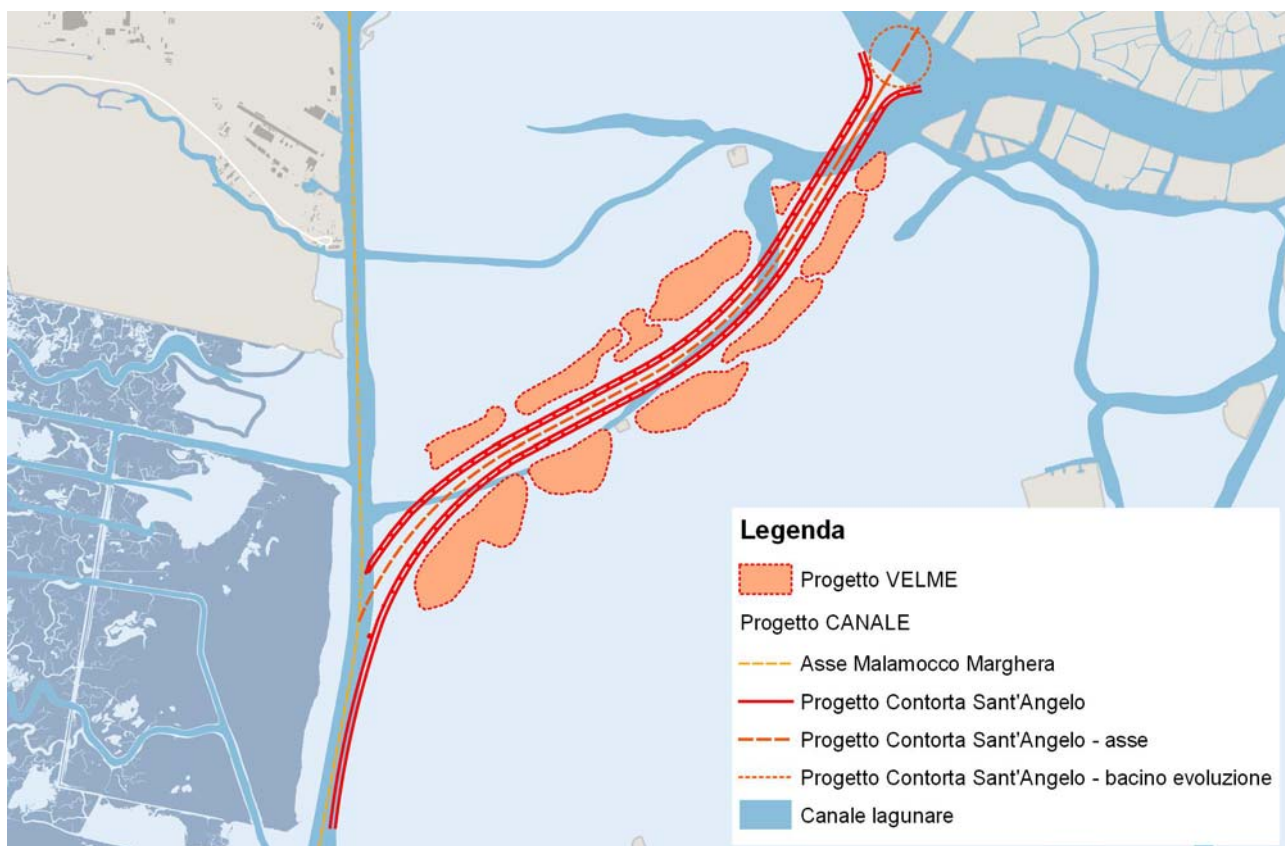 Legenda
Progetto VELME
Progetto CANALE
Asse Malamocco Marghera
Progetto Contorta Sant'Angelo
Progetto Contorta Sant'Angelo - asse
Progetto Contorta Sant'Angelo - bacino evoluzione
Canale lagunare